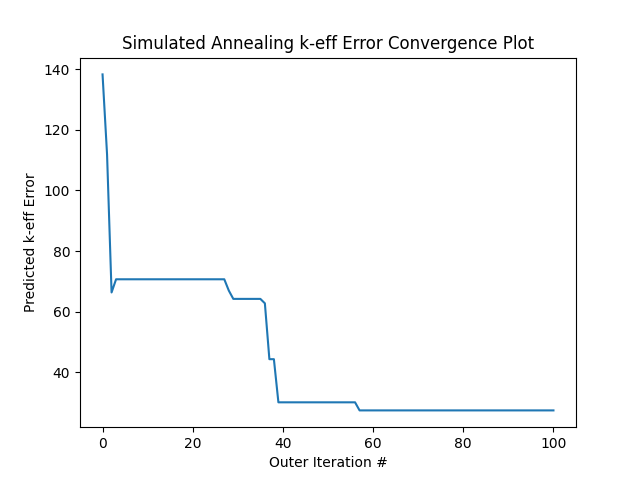 Simulated Annealing k-eff Error Convergence Plot
140
120
100
80
60
40
Predicted k-eff Error
0 20 40 60 80 100
Outer Iteration #